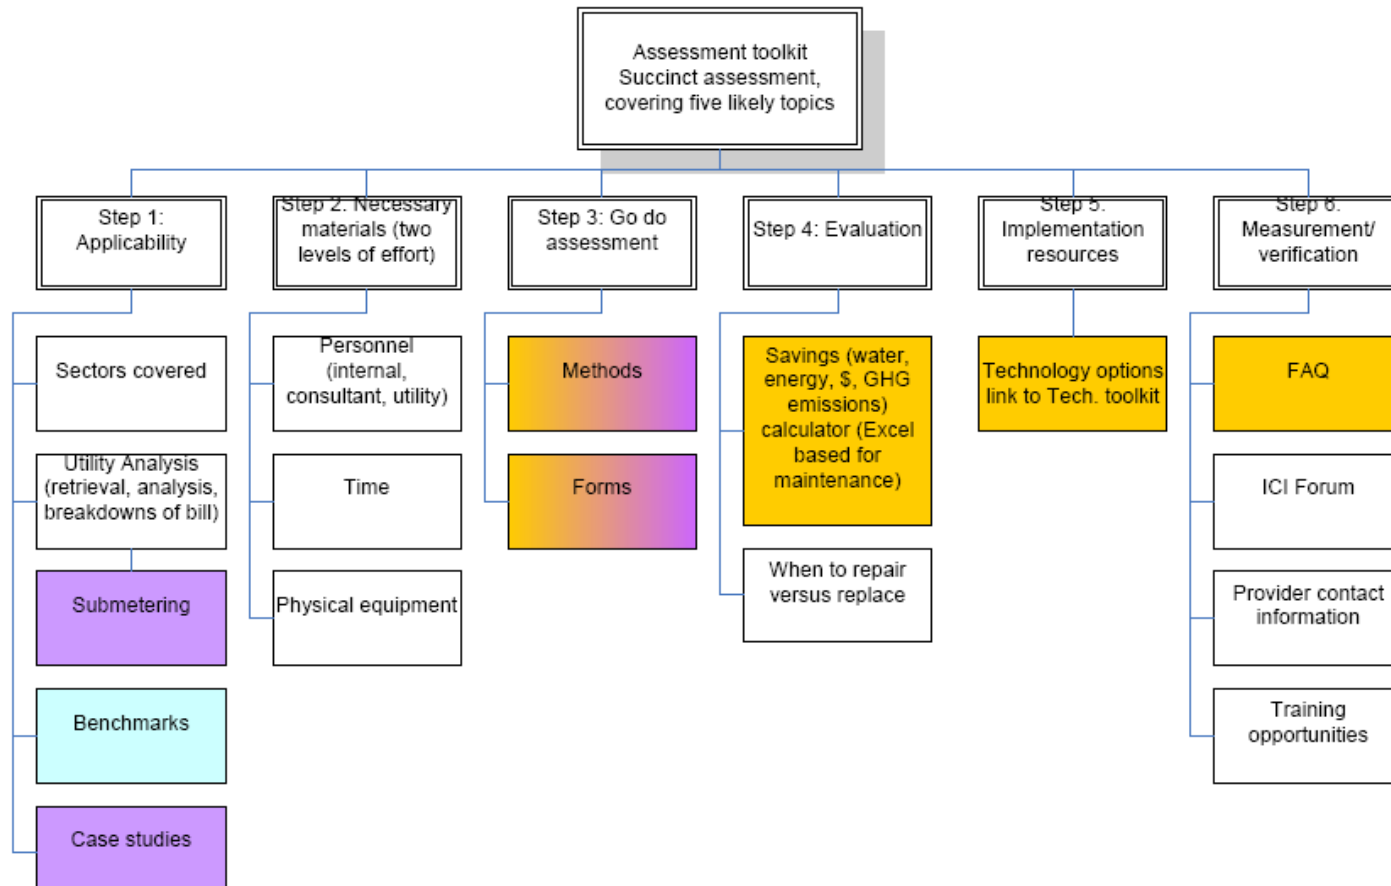 Assessment toolkit
Succinct assessment,
covering five likely topics
Step 1:
Applicability
Step 2. Necessary
materials (two
levels of effort)
Step 3: Go do
assessment
Step 4: Evaluation
Step 5.
Implementation
resources
Step 6.
Measurement/
verification
Sectors covered
Utility Analysis
(retrieval, analysis,
breakdowns of bill)
Submetering
Benchmarks
Case studies
Personnel
(internal,
consultant, utility)
Time
Physical equipment
Methods
Forms
Savings (water,
energy, $, GHG
emissions)
calculator (Excel
based for
maintenance)
When to repair
versus replace
Technology options
link to Tech. toolkit
FAQ
ICI Forum
Provider contact
information
Training
opportunities